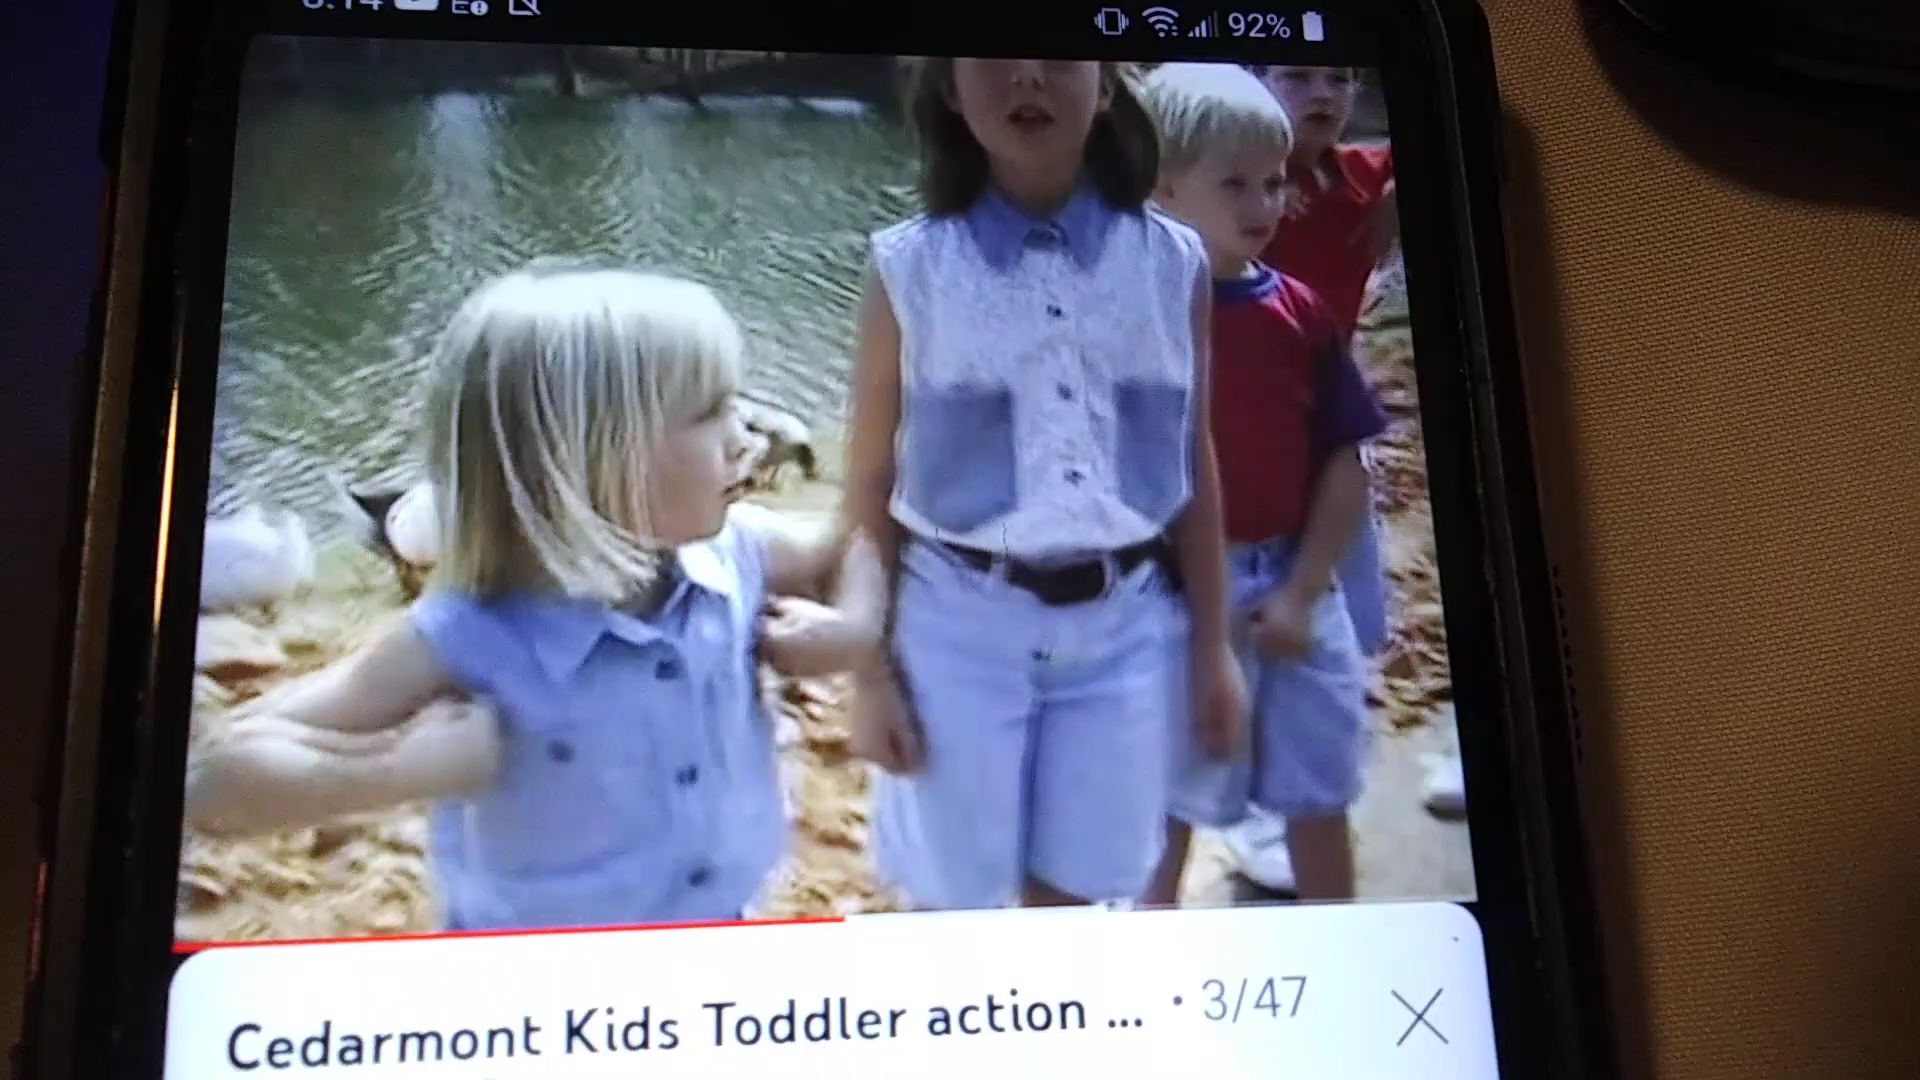 92%
Cedarmont Kids Toddler action ... · 3/47